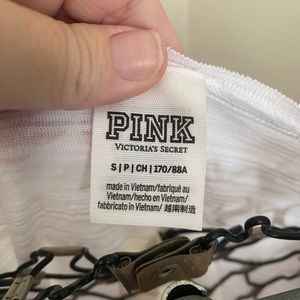 PINK
VICTORIA'S SECRET
S | P | CH | 170/88A
made in Vietnam/fabriqué au
Vietnam/hecho en Vietnam/
fabbricato in Vietnam/ 越南制造